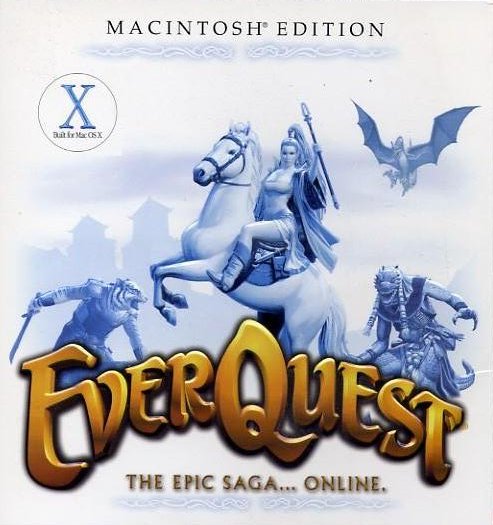 MACINTOSH® EDITION
X
Built for Mac OS X
EVERQUEST
THE EPIC SAGA... ONLINE.